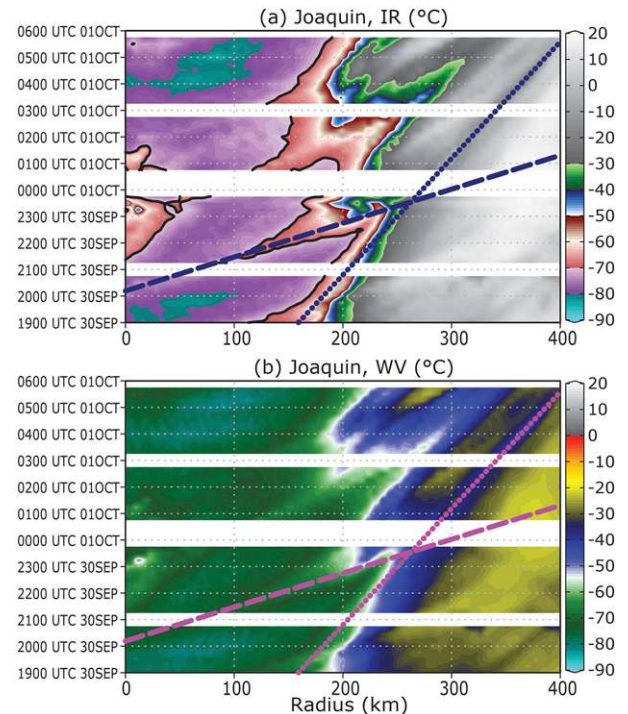 (a) Joaquin, IR (°C)
0600 UTC 01OCT
0500 UTC 01OCT
0400 UTC 01OCT
0300 UTC 01OCT
0200 UTC 01OCT
0100 UTC 01OCT
0000 UTC 01OCT
2300 UTC 30SEP
2200 UTC 30SEP
2100 UTC 30SEP
2000 UTC 30SEP
1900 UTC 30SEP
0 100 200 300 400
20
10
0
-10
-20
-30
-40
-50
-60
-70
-80
-90
(b) Joaquin, WV (°C)
0600 UTC 01OCT
0500 UTC 01OCT
0400 UTC 01OCT
0300 UTC 01OCT
0200 UTC 01OCT
0100 UTC 01OCT
0000 UTC 01OCT
2300 UTC 30SEP
2200 UTC 30SEP
2100 UTC 30SEP
2000 UTC 30SEP
1900 UTC 30SEP
0 100 200 300 400
Radius (km)
20
10
0
-10
-20
-30
-40
-50
-60
-70
-80
-90